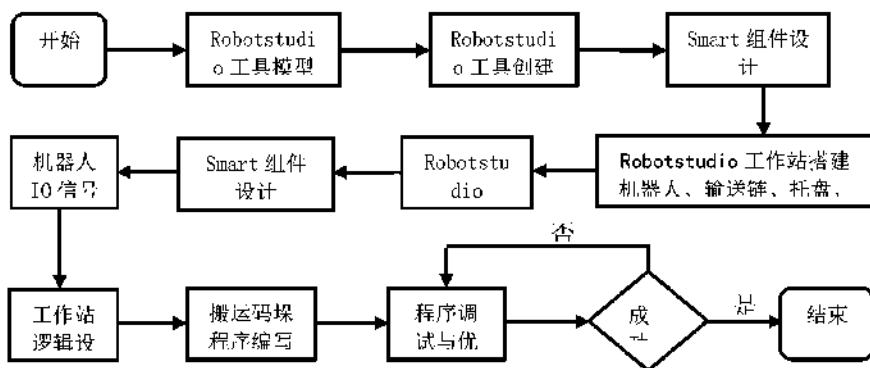 开始
Robotstudi
o 工具模型
Robotstudi
o 工具创建
Smart 组件设
计
Robotstudio 工作站搭建
机器人、输送链、托盘、
Robotstu
dio
Smart 组件
设计
机器人
IO 信号
工作站
逻辑设
搬运码垛
程序编写
程序调
试与优
否
成
是
结束